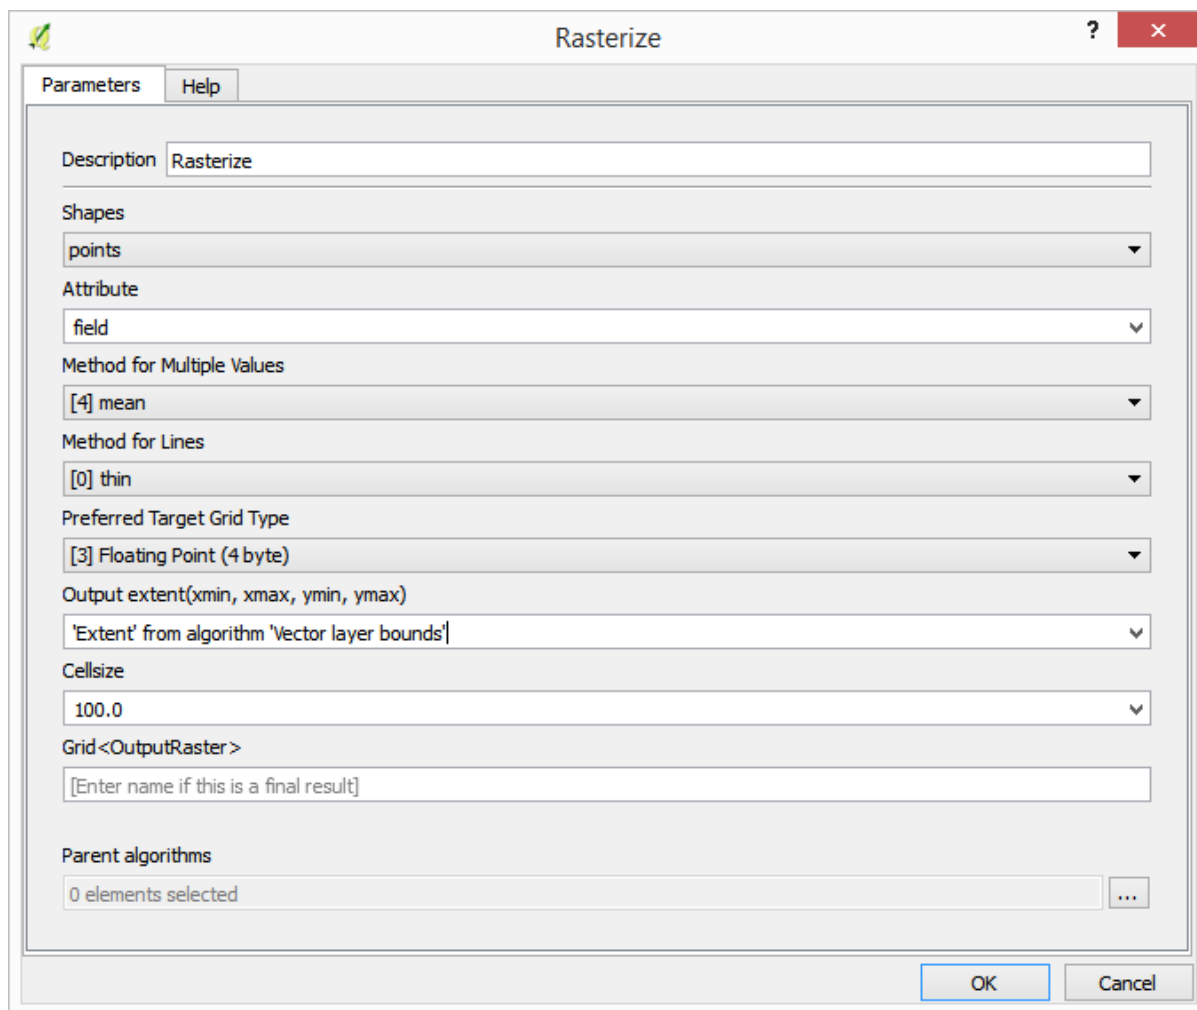 Rasterize
?
×
Parameters Help
Description Rasterize
Shapes
points
Attribute
field
Method for Multiple Values
[4] mean
Method for Lines
[0] thin
Preferred Target Grid Type
[3] Floating Point (4 byte)
Output extent(xmin, xmax, ymin, ymax)
'Extent' from algorithm 'Vector layer bounds'
Cellsize
100.0
Grid<OutputRaster>
[Enter name if this is a final result]
Parent algorithms
0 elements selected
...
OK Cancel